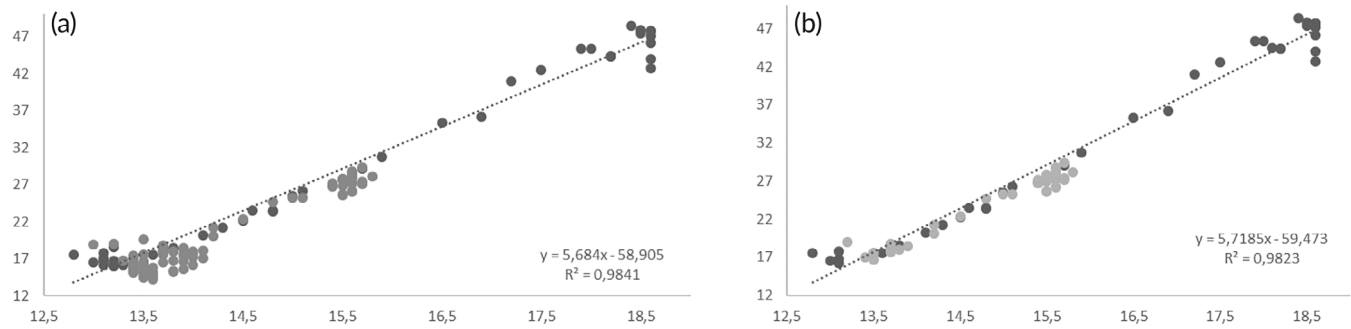 (a)
47
42
37
32
27
22
17
12
12,5 13,5 14,5 15,5 16,5 17,5 18,5
y = 5,684x - 58,905
R² = 0,9841
(b)
47
42
37
32
27
22
17
12
12,5 13,5 14,5 15,5 16,5 17,5 18,5
y = 5,7185x - 59,473
R² = 0,9823